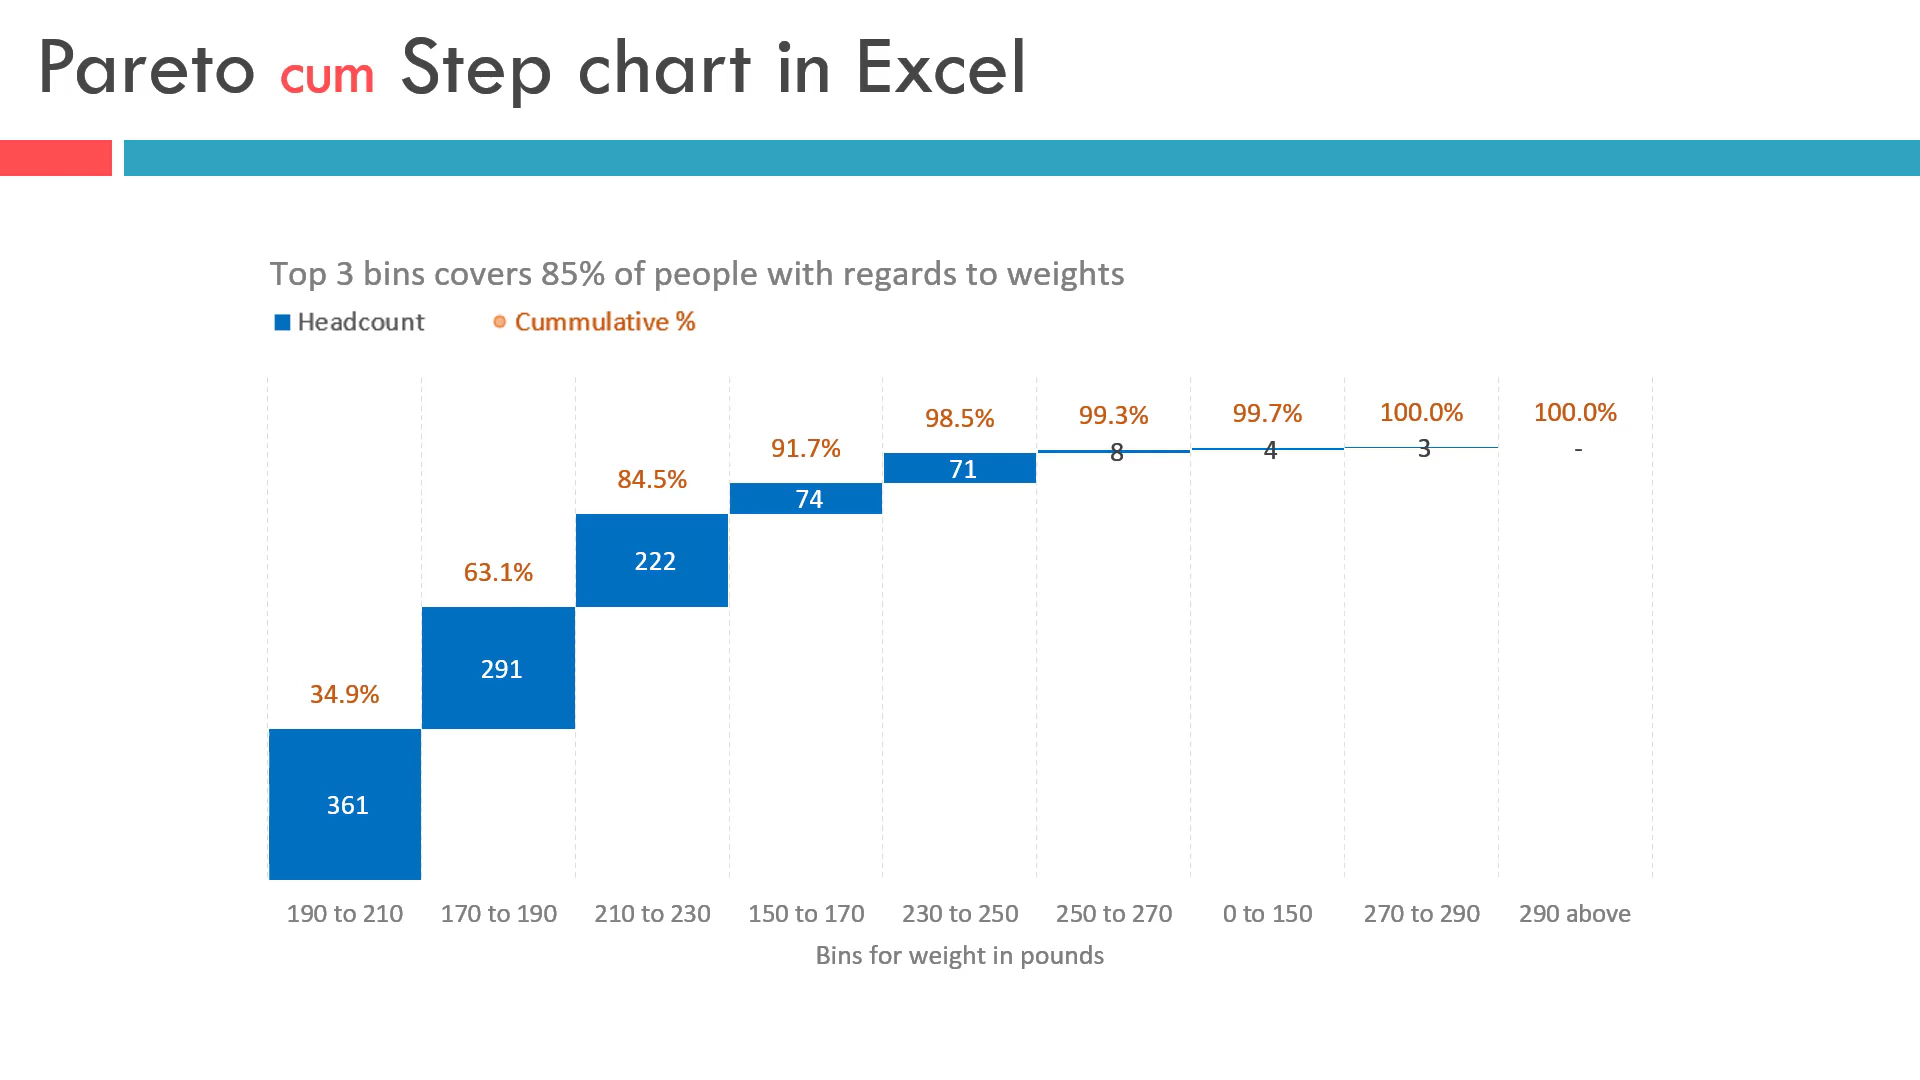 Pareto cum Step chart in Excel
Top 3 bins covers 85% of people with regards to weights
Headcount Cummulative %
34.9% 63.1% 84.5% 91.7% 98.5% 99.3% 99.7% 100.0% 100.0%
361 291 222 74 71 8 4 3 -
190 to 210 170 to 190 210 to 230 150 to 170 230 to 250 250 to 270 0 to 150 270 to 290 290 above
Bins for weight in pounds